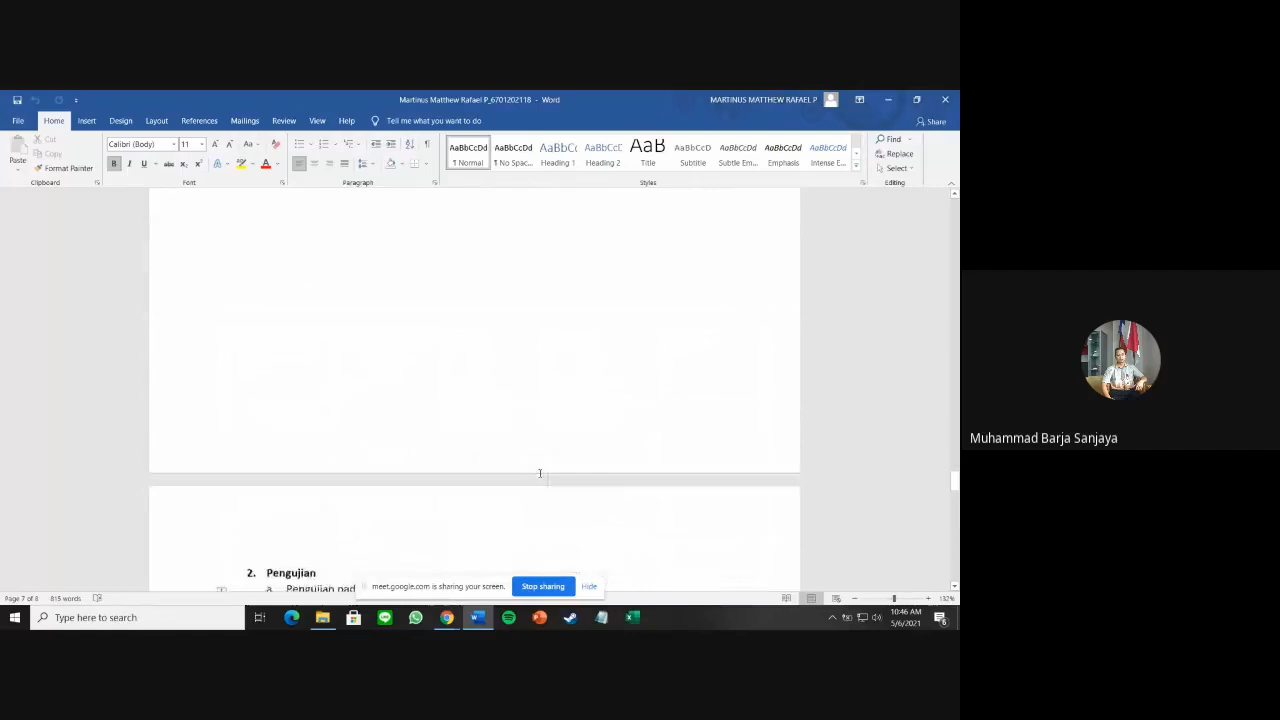 Martinus Matthew Rafael P_6701202118 - Word
MARTINUS MATTHEW RAFAEL P
File Home Insert Design Layout References Mailings Review View Help Tell me what you want to do
Share
Paste
Cut
Copy
Format Painter
Clipboard
Calibri (Body) 11
Font
Paragraph
AaBbCcDd AaBbCcDd AaBbCc AaBbCcC AaB AaBbCcD AaBbCcDd AaBbCcDd AaBbCcDd
¶ Normal ¶ No Spac... Heading 1 Heading 2 Title Subtitle Subtle Em... Emphasis Intense E...
Styles
Find
Replace
Select
Editing
2. Pengujian
a. Pengujian pad
meet.google.com is sharing your screen. Stop sharing Hide
Page 7 of 8 815 words
132%
Type here to search
10:46 AM
5/6/2021
Muhammad Barja Sanjaya